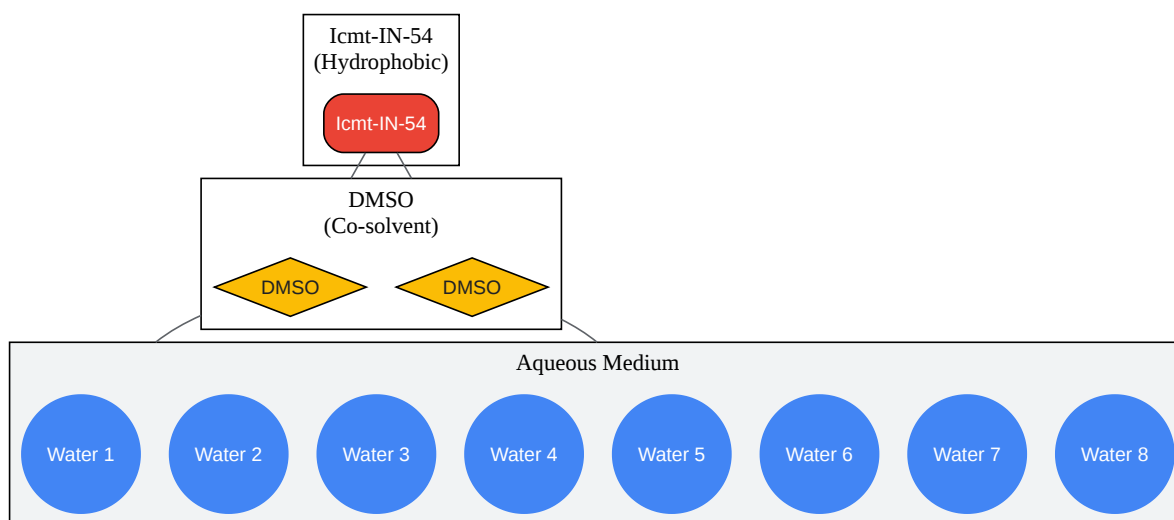 Icmt-IN-54
(Hydrophobic)
Icmt-IN-54
DMSO
(Co-solvent)
DMSO
DMSO
Aqueous Medium
Water 1
Water 2
Water 3
Water 4
Water 5
Water 6
Water 7
Water 8